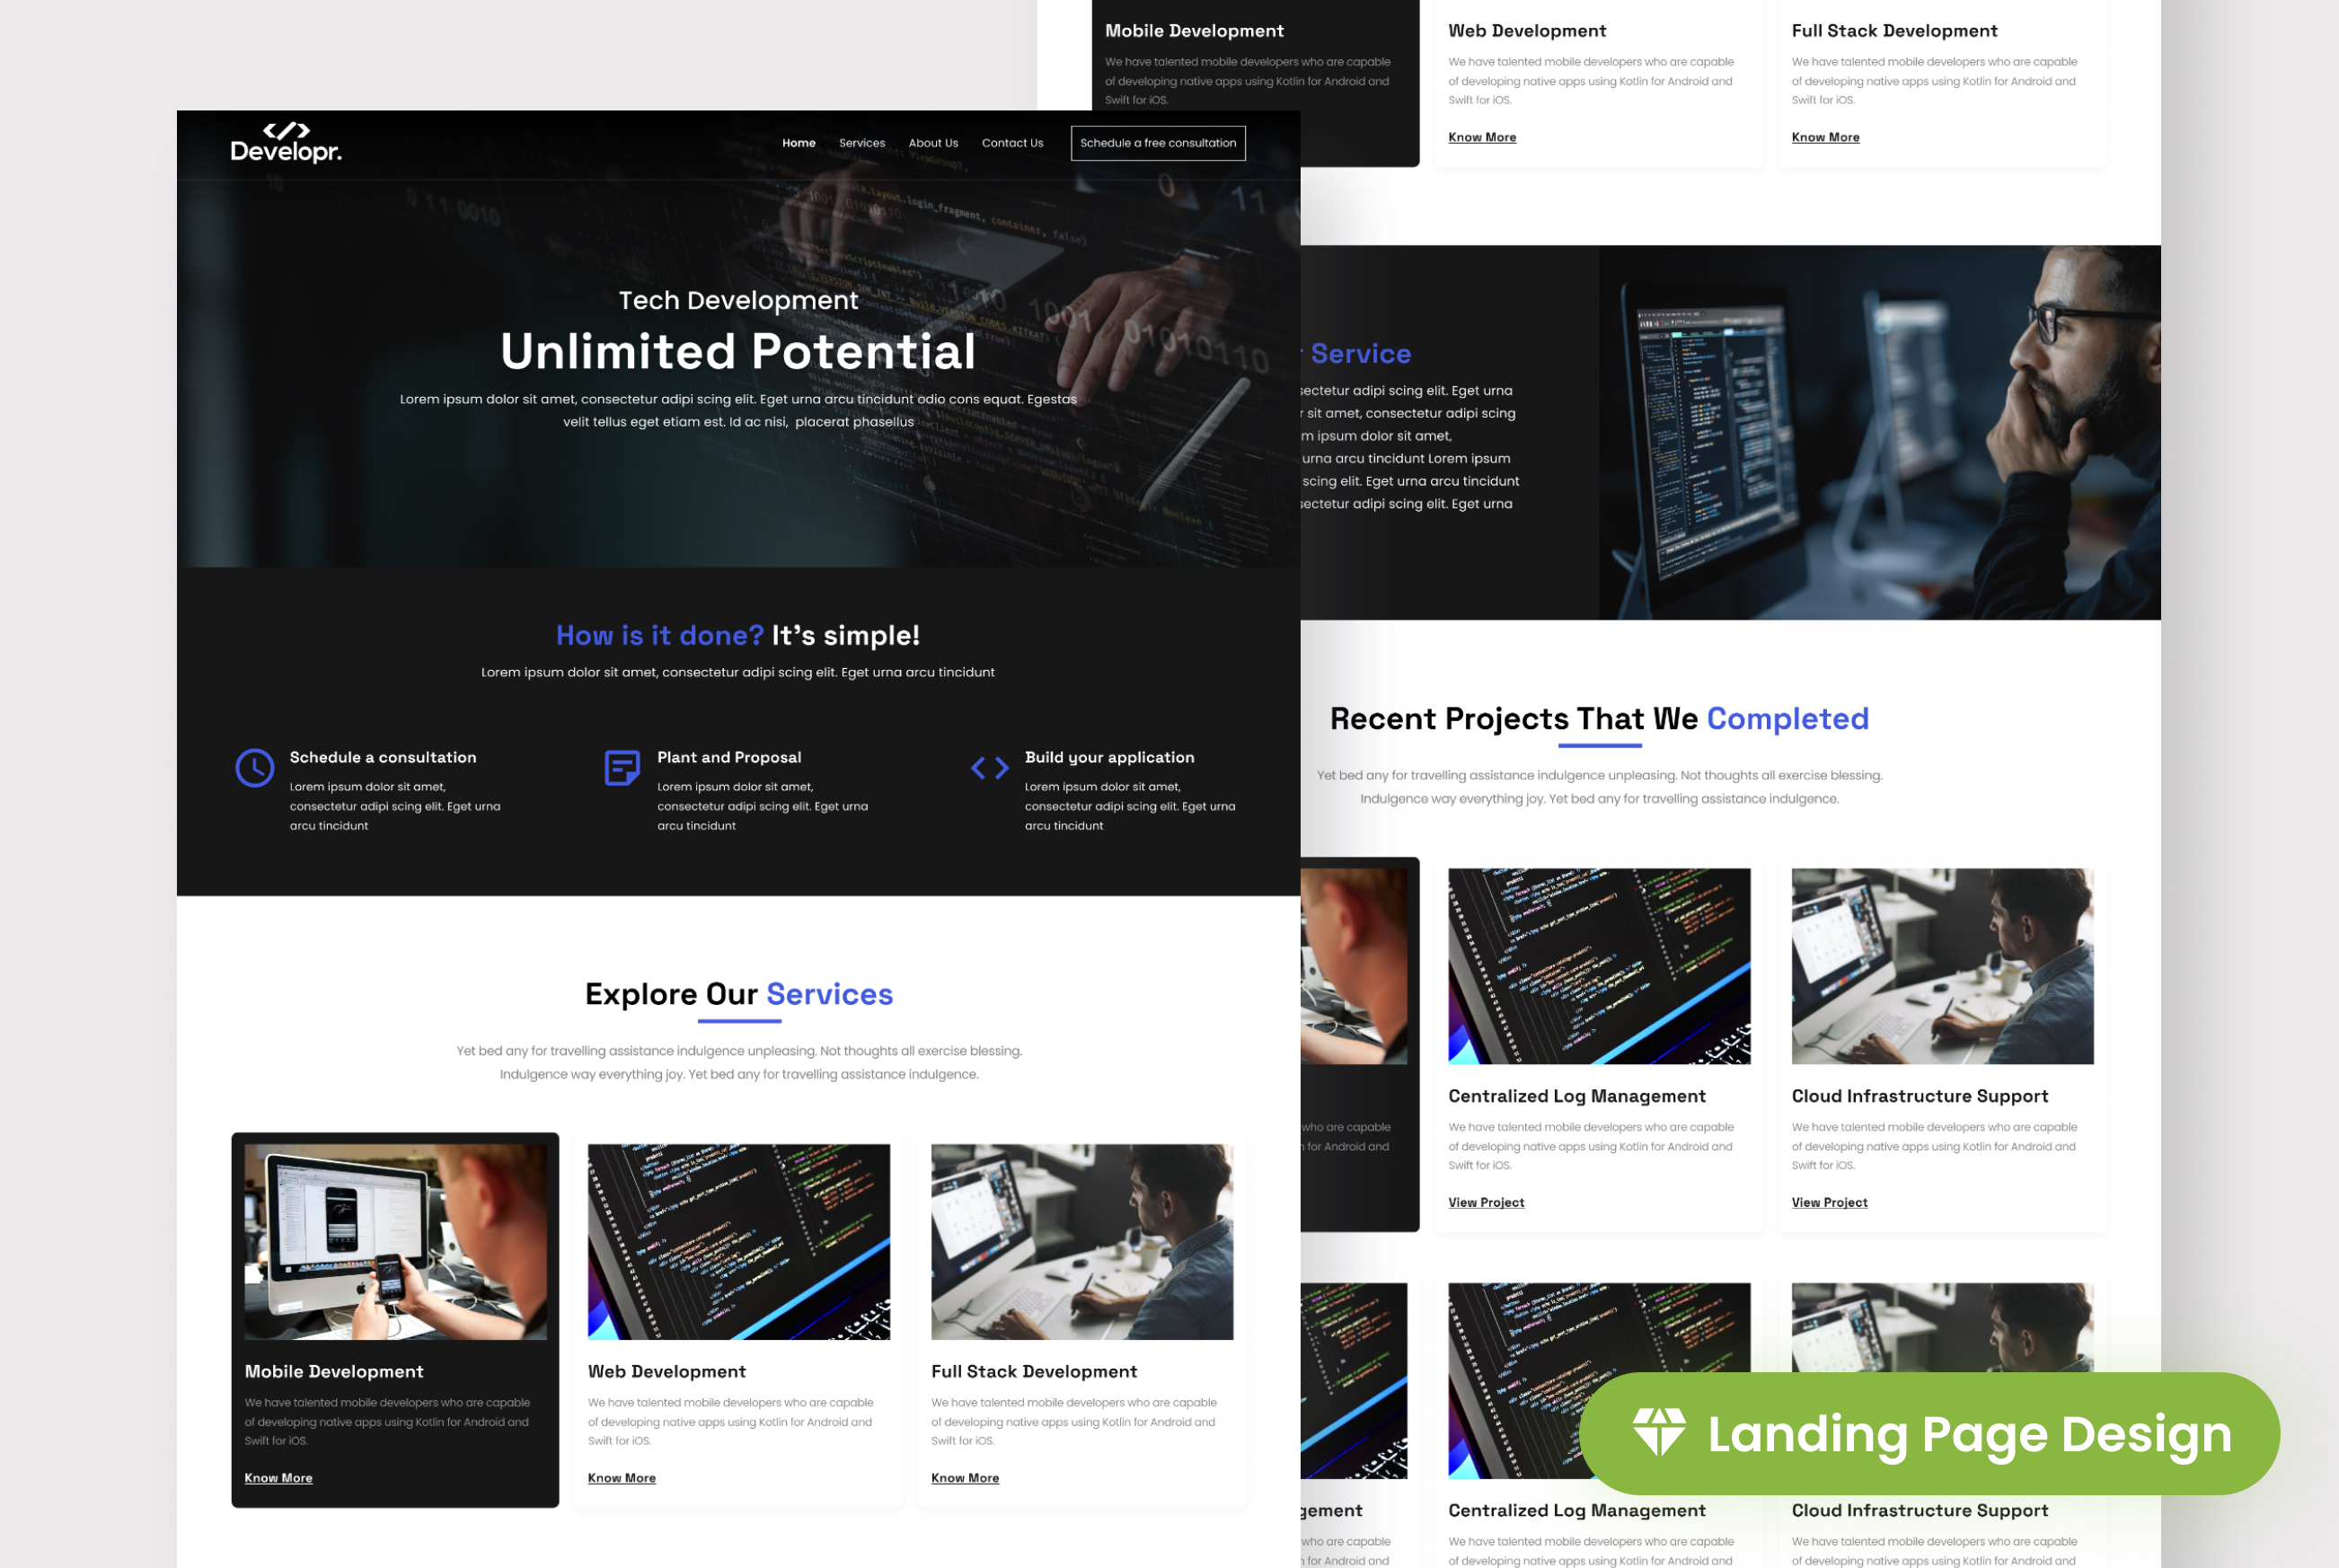 Developr.
Home
Services
About Us
Contact Us
Schedule a free consultation
Tech Development
Unlimited Potential
Lorem ipsum dolor sit amet, consectetur adipi scing elit. Eget urna arcu tincidunt odio cons equat. Egestas
velit tellus eget etiam est. Id ac nisi, placerat phasellus
How is it done? It's simple!
Lorem ipsum dolor sit amet, consectetur adipi scing elit. Eget urna arcu tincidunt
Schedule a consultation
Lorem ipsum dolor sit amet,
consectetur adipi scing elit. Eget urna
arcu tincidunt
Plant and Proposal
Lorem ipsum dolor sit amet,
consectetur adipi scing elit. Eget urna
arcu tincidunt
Build your application
Lorem ipsum dolor sit amet,
consectetur adipi scing elit. Eget urna
arcu tincidunt
Explore Our Services
Yet bed any for travelling assistance indulgence unpleasing. Not thoughts all exercise blessing.
Indulgence way everything joy. Yet bed any for travelling assistance indulgence.
Mobile Development
We have talented mobile developers who are capable
of developing native apps using Kotlin for Android and
Swift for iOS.
Know More
Web Development
We have talented mobile developers who are capable
of developing native apps using Kotlin for Android and
Swift for iOS.
Know More
Full Stack Development
We have talented mobile developers who are capable
of developing native apps using Kotlin for Android and
Swift for iOS.
Know More
Mobile Development
We have talented mobile developers who are capable
of developing native apps using Kotlin for Android and
Swift for iOS.
Web Development
We have talented mobile developers who are capable
of developing native apps using Kotlin for Android and
Swift for iOS.
Know More
Full Stack Development
We have talented mobile developers who are capable
of developing native apps using Kotlin for Android and
Swift for iOS.
Know More
Service
adipi scing elit. Eget urna
sit amet, consectetur adipi scing
ipsum dolor sit amet,
urna arcu tincidunt Lorem ipsum
scing elit. Eget urna arcu tincidunt
adipi scing elit. Eget urna
Recent Projects That We Completed
Yet bed any for travelling assistance indulgence unpleasing. Not thoughts all exercise blessing.
Indulgence way everything joy. Yet bed any for travelling assistance indulgence.
who are capable
for Android and
Centralized Log Management
We have talented mobile developers who are capable
of developing native apps using Kotlin for Android and
Swift for iOS.
View Project
Cloud Infrastructure Support
We have talented mobile developers who are capable
of developing native apps using Kotlin for Android and
Swift for iOS.
View Project
Landing Page Design
who are capable
for Android and
Centralized Log Management
We have talented mobile developers who are capable
of developing native apps using Kotlin for Android and
Cloud Infrastructure Support
We have talented mobile developers who are capable
of developing native apps using Kotlin for Android and